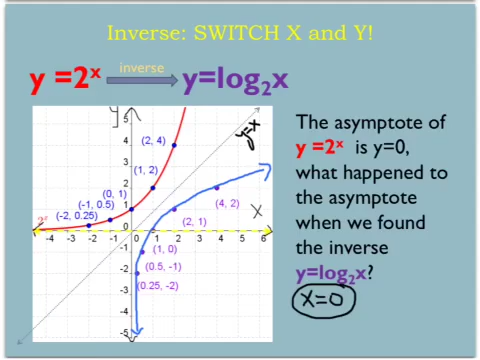 Inverse: SWITCH X and Y!
y =2ˣ inverse y=log₂x
The asymptote of
y =2ˣ is y=0,
what happened to
the asymptote
when we found
the inverse
y=log₂x?
x=0
y
y=x
5
4
3
2
1
(2, 4)
(1, 2)
(0, 1)
(-1, 0.5)
(-2, 0.25)
2ˣ
x
-4 -3 -2 -1 0 1 2 3 4 5 6
(4, 2)
(2, 1)
(1, 0)
(0.5, -1)
(0.25, -2)
-1
-2
-3
-4
-5